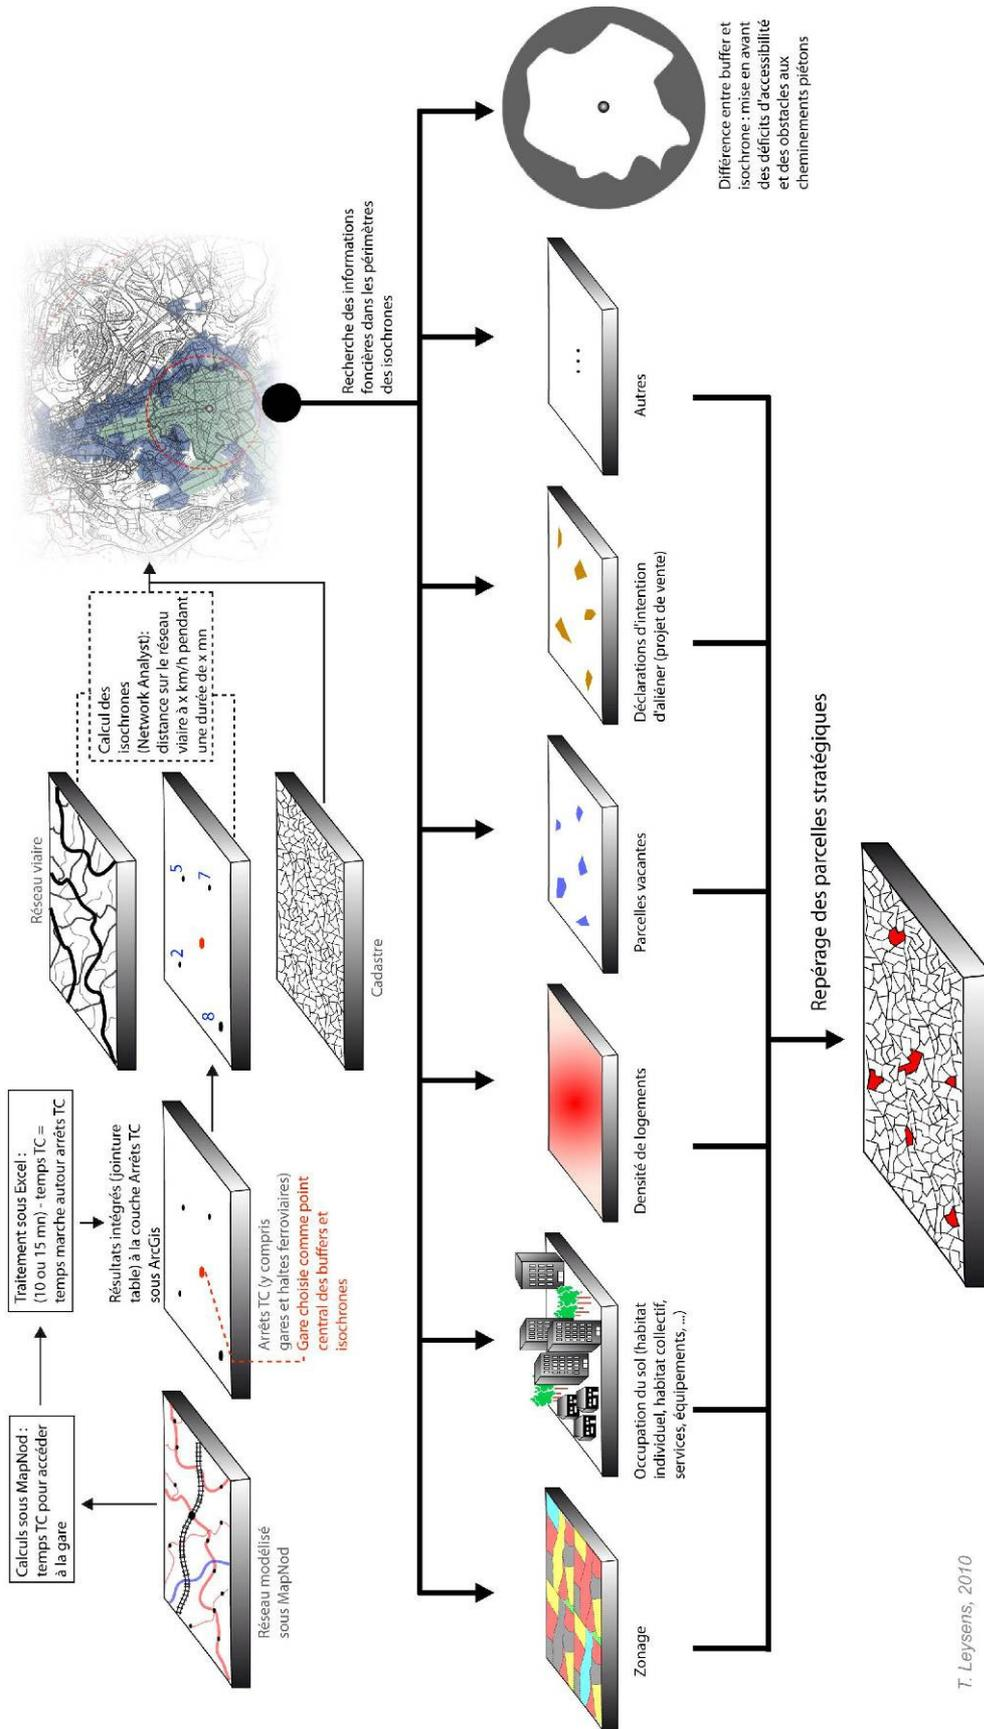 Calculs sous MapNod :
temps TC pour accéder
à la gare
Traitement sous Excel :
(10 ou 15 mn) - temps TC =
temps marche autour arrêts TC
Résultats intégrés (jointure
table) à la couche Arrêts TC
sous ArcGis
Réseau modélisé
sous MapNod
Arrêts TC (y compris
gares et haltes ferroviaires)
Gare choisie comme point
central des buffers et
isochrones
Réseau viaire
2
5
7
8
Cadastre
Calcul des
isochrones
(Network Analyst):
distance sur le réseau
viaire à x km/h pendant
une durée de x mn
Recherche des informations
foncières dans les périmètres
des isochrones
Zonage
Occupation du sol (habitat
individuel, habitat collectif,
services, équipements, ...)
Densité de logements
Parcelles vacantes
Déclarations d'intention
d'aliéner (projet de vente)
...
Autres
Différence entre buffer et
isochrone : mise en avant
des déficits d'accessibilité
et des obstacles aux
cheminements piétons
Repérage des parcelles stratégiques
T. Leysens, 2010